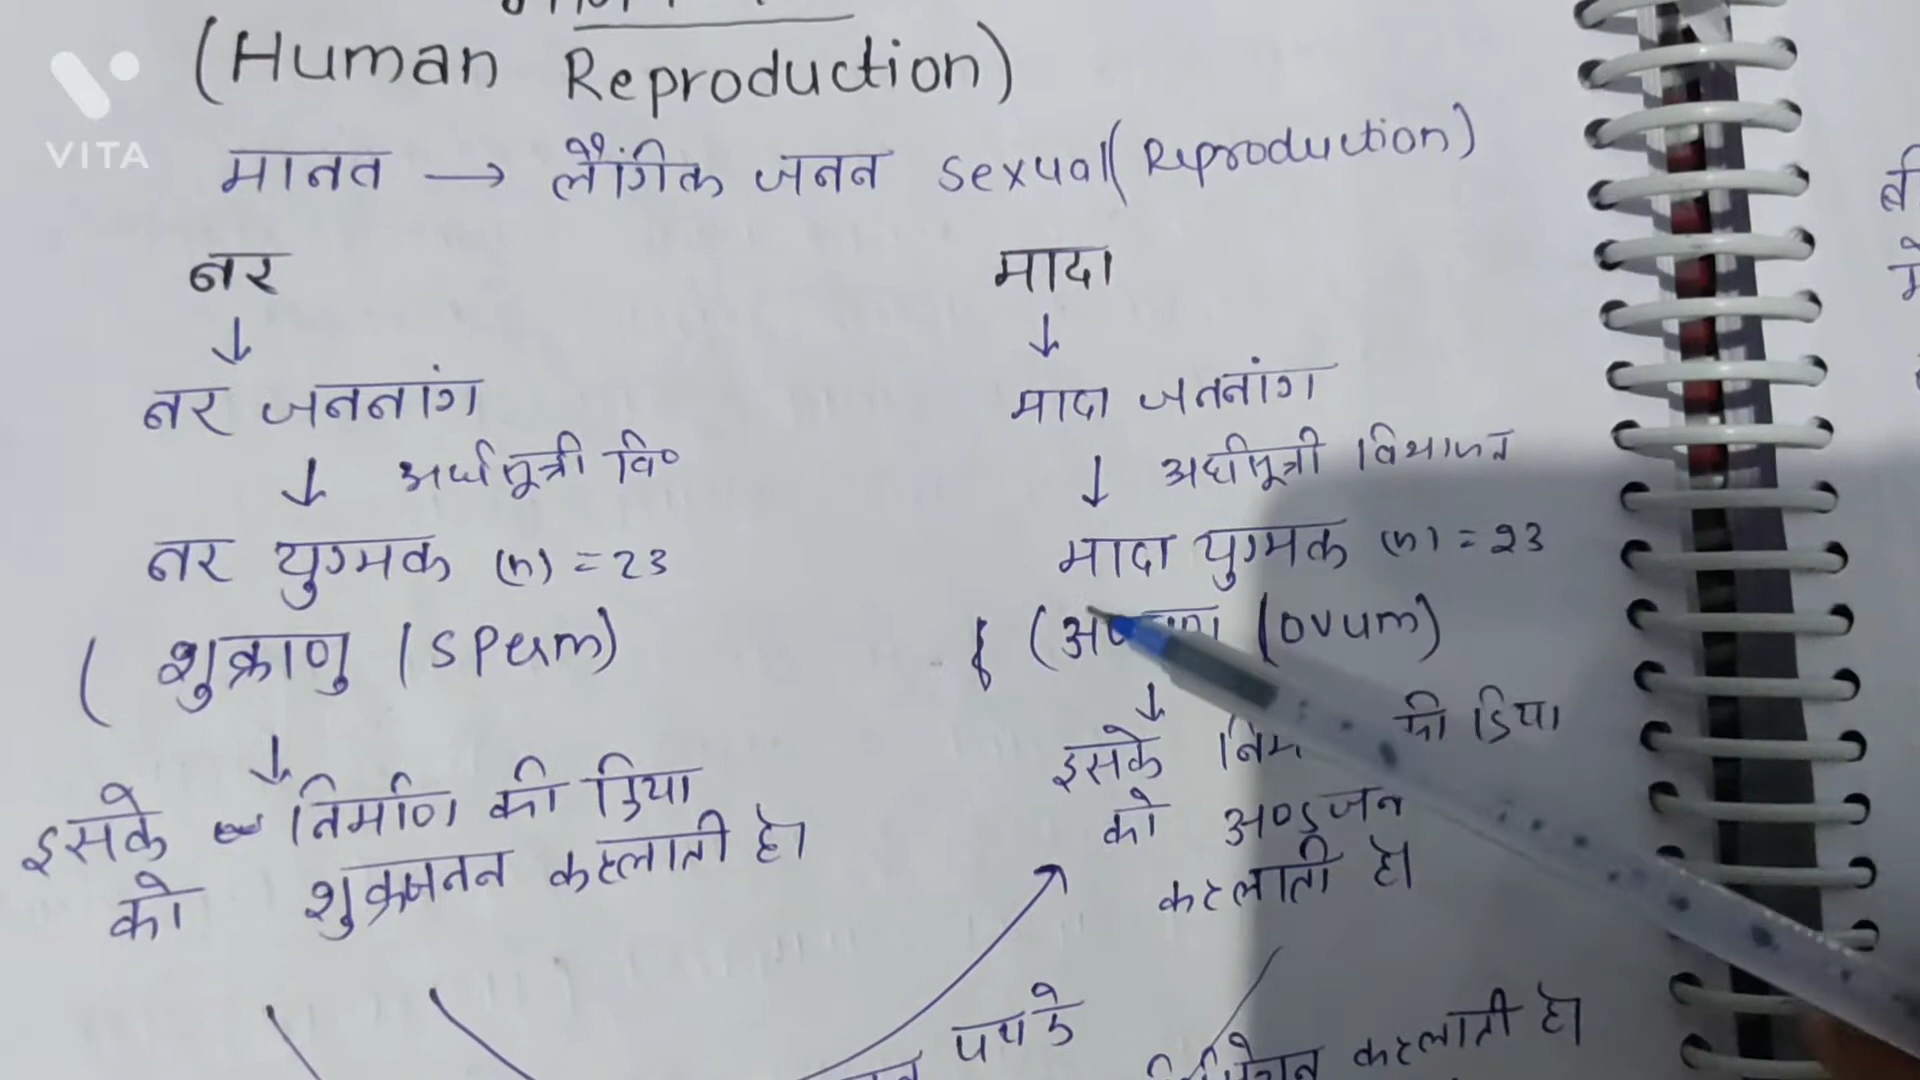 (Human Reproduction)
VITA
मानव → लैंगिक जनन sexual (Reproduction)
नर
↓
नर जननांग
↓ अर्धसूत्री वि०
नर युग्मक (n) = 23
( शुक्राणु (sperm)
↓
इसके निर्माण की क्रिया
को शुक्रजनन कहलाती है।
मादा
↓
मादा जननांग
↓ अर्धसूत्री विभाजन
मादा युग्मक (n) = 23
(ovum)
↓
इसके की क्रिया
को अण्डजनन
कहलाती है।
कहलाती है।